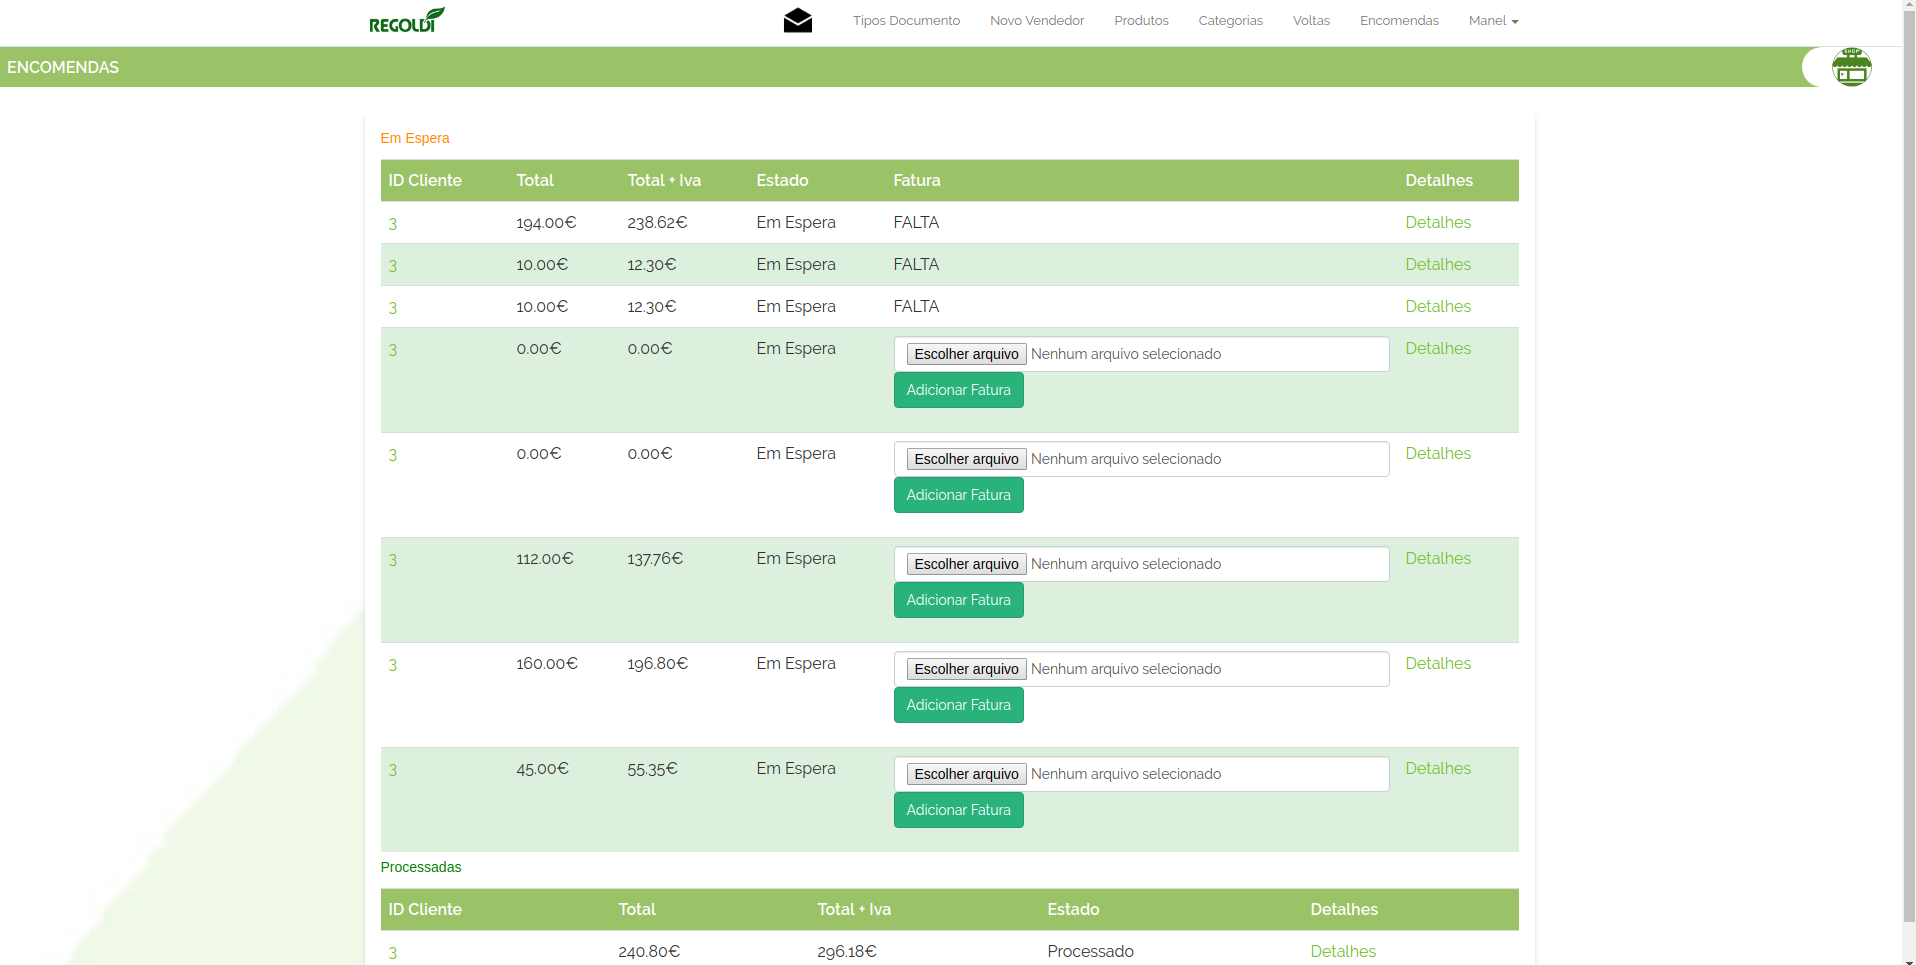 REGOLDI
Tipos Documento Novo Vendedor Produtos Categorias Voltas Encomendas Manel
ENCOMENDAS
SHOP
Em Espera
ID Cliente Total Total + Iva Estado Fatura Detalhes
3 194.00€ 238.62€ Em Espera FALTA Detalhes
3 10.00€ 12.30€ Em Espera FALTA Detalhes
3 10.00€ 12.30€ Em Espera FALTA Detalhes
3 0.00€ 0.00€ Em Espera Escolher arquivo Nenhum arquivo selecionado Detalhes
Adicionar Fatura
3 0.00€ 0.00€ Em Espera Escolher arquivo Nenhum arquivo selecionado Detalhes
Adicionar Fatura
3 112.00€ 137.76€ Em Espera Escolher arquivo Nenhum arquivo selecionado Detalhes
Adicionar Fatura
3 160.00€ 196.80€ Em Espera Escolher arquivo Nenhum arquivo selecionado Detalhes
Adicionar Fatura
3 45.00€ 55.35€ Em Espera Escolher arquivo Nenhum arquivo selecionado Detalhes
Adicionar Fatura
Processadas
ID Cliente Total Total + Iva Estado Detalhes
3 240.80€ 296.18€ Processado Detalhes